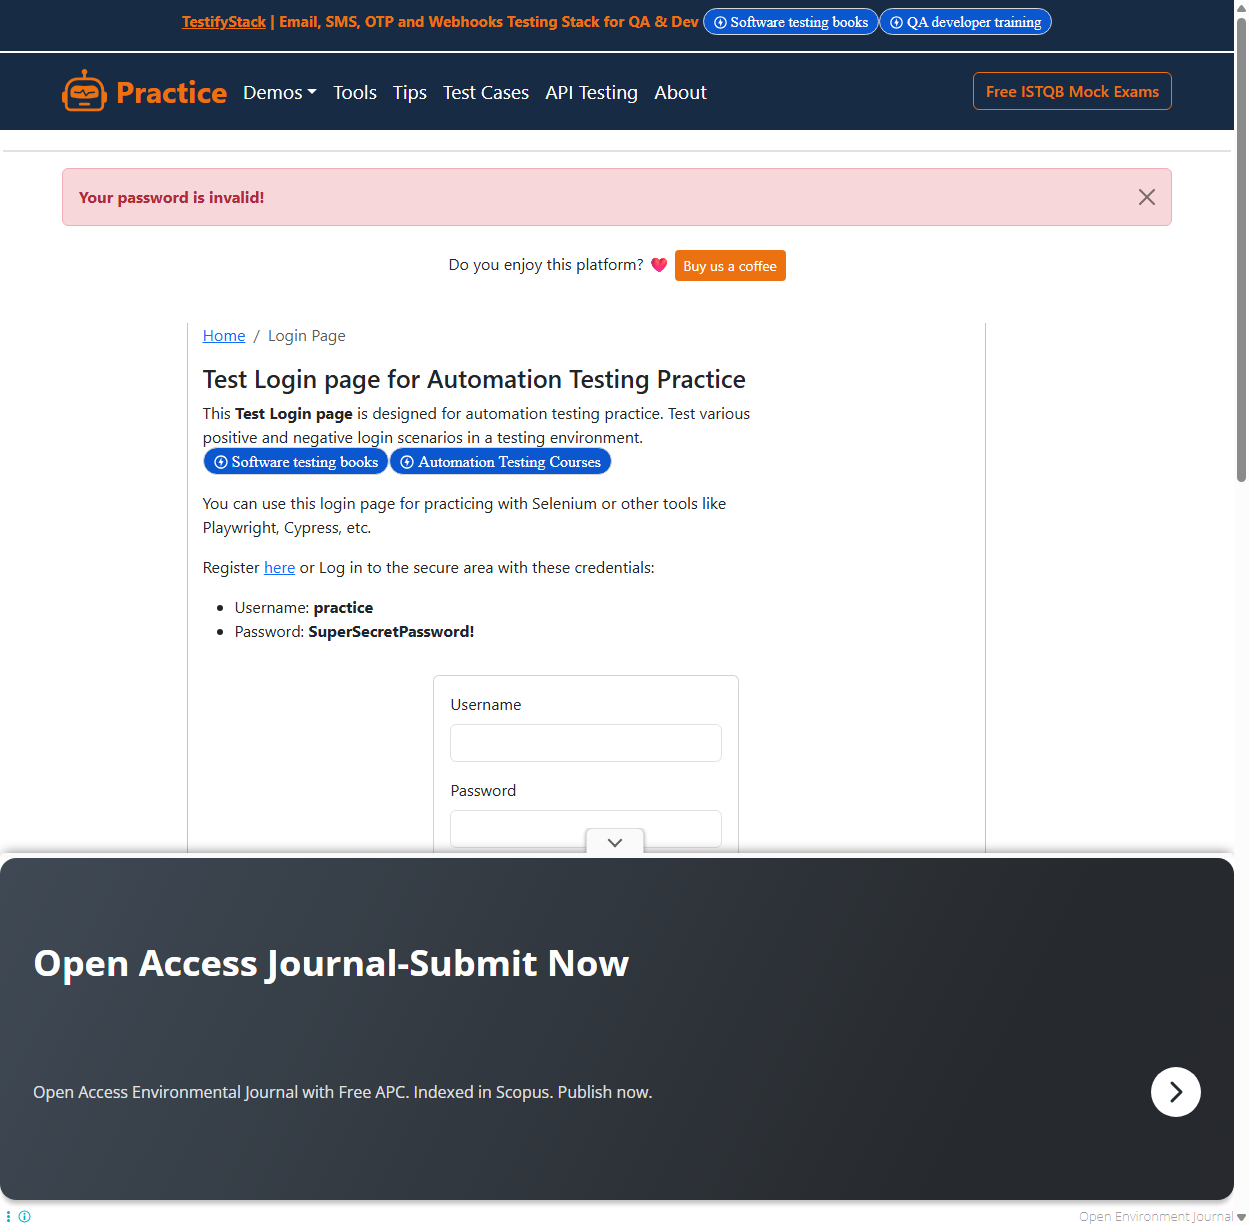 TestifyStack | Email, SMS, OTP and Webhooks Testing Stack for QA & Dev Software testing books QA developer training
Practice Demos Tools Tips Test Cases API Testing About Free ISTQB Mock Exams
Your password is invalid!
Do you enjoy this platform? Buy us a coffee
Home / Login Page
Test Login page for Automation Testing Practice
This Test Login page is designed for automation testing practice. Test various
positive and negative login scenarios in a testing environment.
Software testing books Automation Testing Courses
You can use this login page for practicing with Selenium or other tools like
Playwright, Cypress, etc.
Register here or Log in to the secure area with these credentials:
Username: practice
Password: SuperSecretPassword!
Username
Password
Open Access Journal-Submit Now
Open Access Environmental Journal with Free APC. Indexed in Scopus. Publish now.
Open Environment Journal